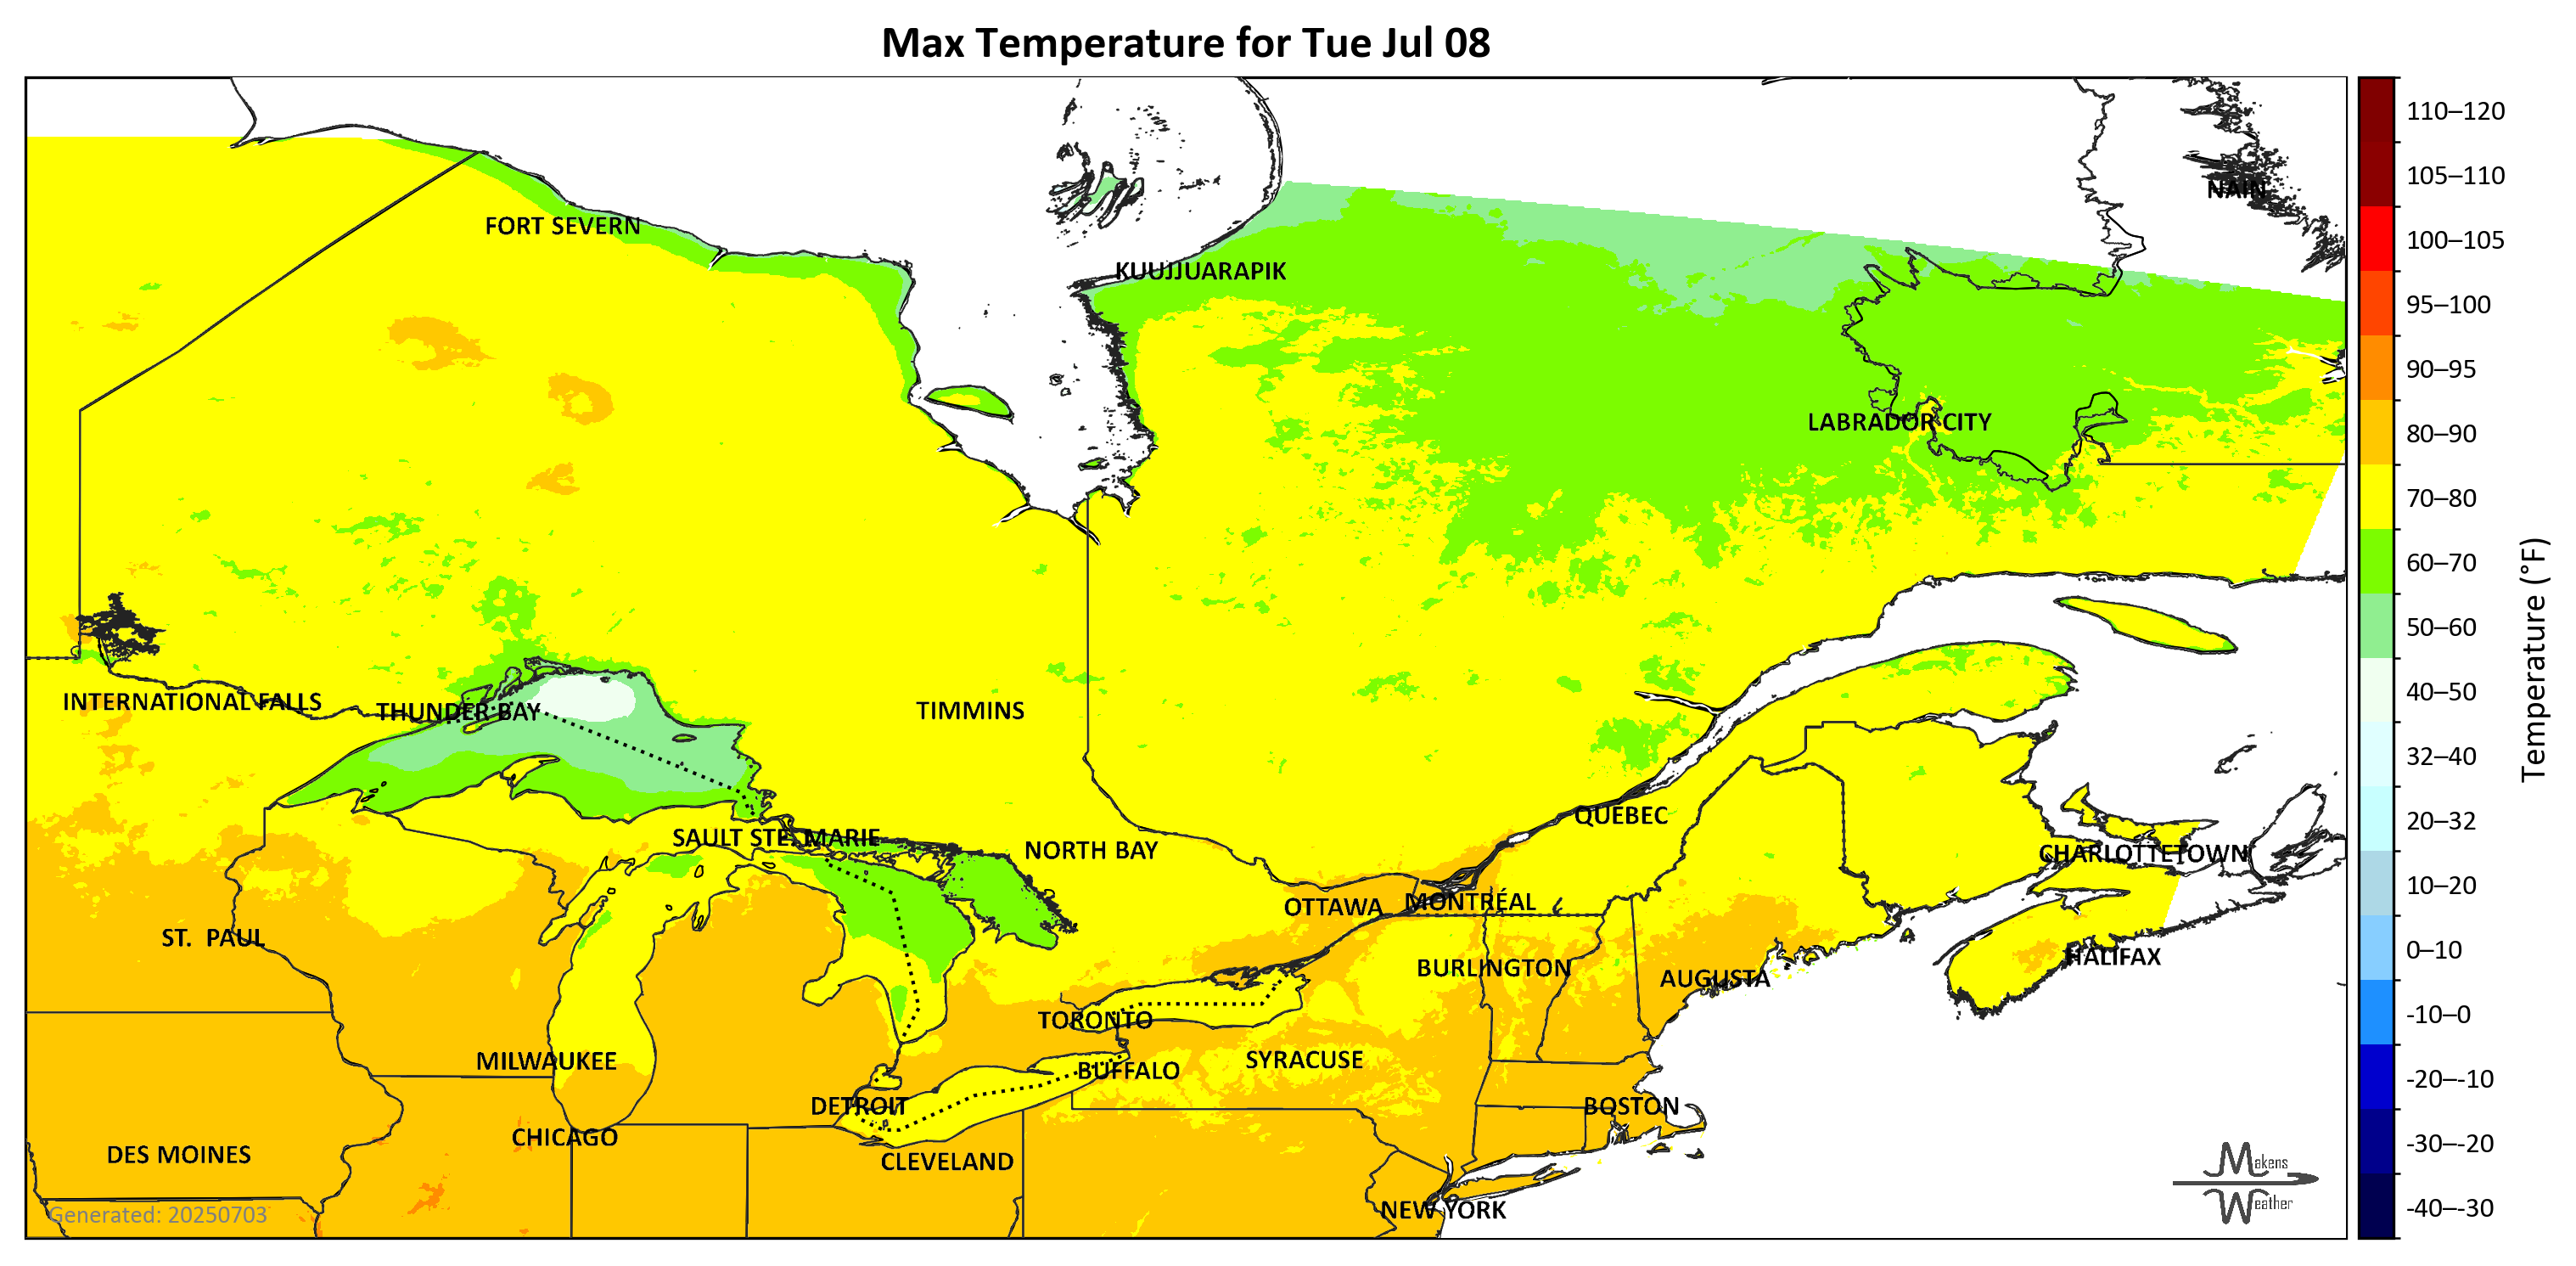 Max Temperature for Tue Jul 08
110–120
105–110
NAIN
FORT SEVERN
100–105
KUUJJUARAPIK
95–100
90–95
LABRADOR CITY
80–90
70–80
60–70
50–60
Temperature (°F)
40–50
INTERNATIONAL FALLS
THUNDER BAY
TIMMINS
32–40
QUEBEC
20–32
SAULT STE. MARIE
NORTH BAY
CHARLOTTETOWN
10–20
OTTAWA
MONTRÉAL
ST. PAUL
0–10
HALIFAX
BURLINGTON
AUGUSTA
-10–0
TORONTO
MILWAUKEE
SYRACUSE
BUFFALO
-20–-10
DETROIT
BOSTON
CHICAGO
-30–-20
DES MOINES
CLEVELAND
Makens
Weather
-40–-30
NEW YORK
Generated: 20250703